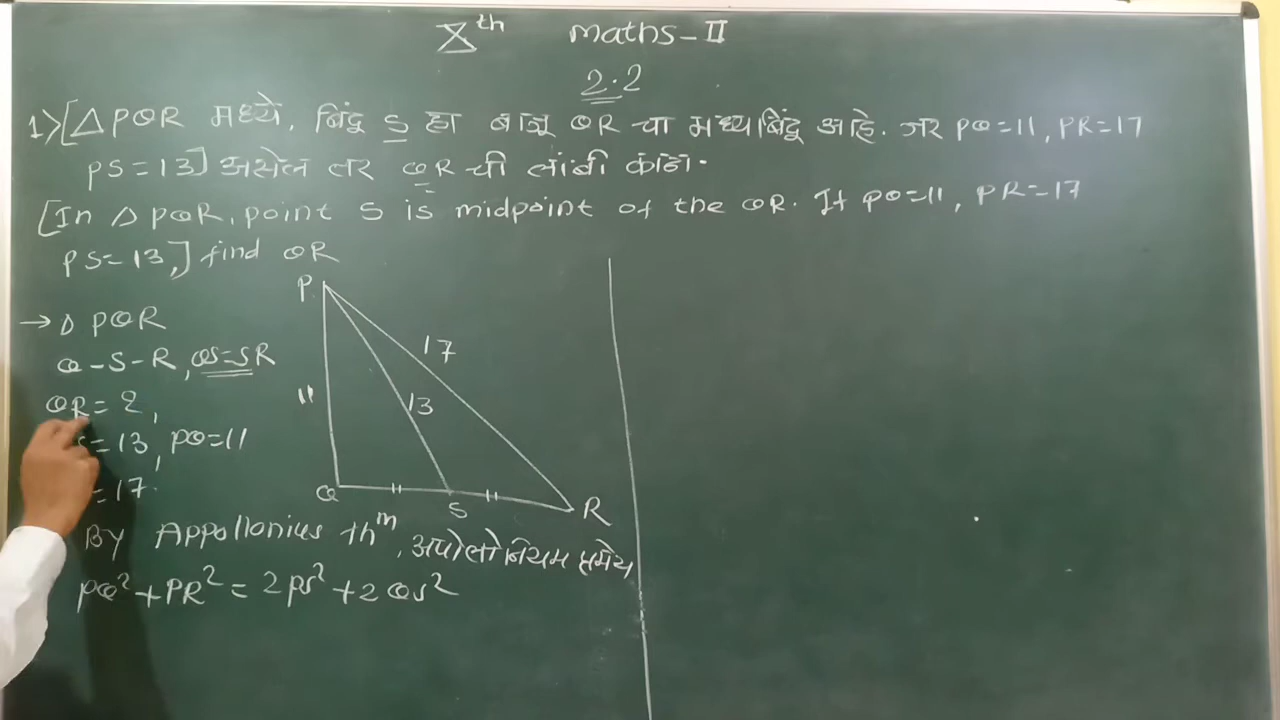 Xth maths-II
2.2
1) [△PQR मध्ये, बिंदू S हा बाजू QR चा मध्यबिंदू आहे. जर PQ=11, PR=17
PS=13] असेल तर QR ची लांबी काढा.
[In △PQR, point S is midpoint of the QR. If PQ=11, PR=17
PS=13,] find QR
→ △PQR
Q-S-R, QS=SR
QR=?,
=13, PQ=11
=17.
P
17
11
13
Q
S
R
By Appollonius thm, अपोलोनियम प्रमेय
PQ²+PR²=2PS²+2QS²